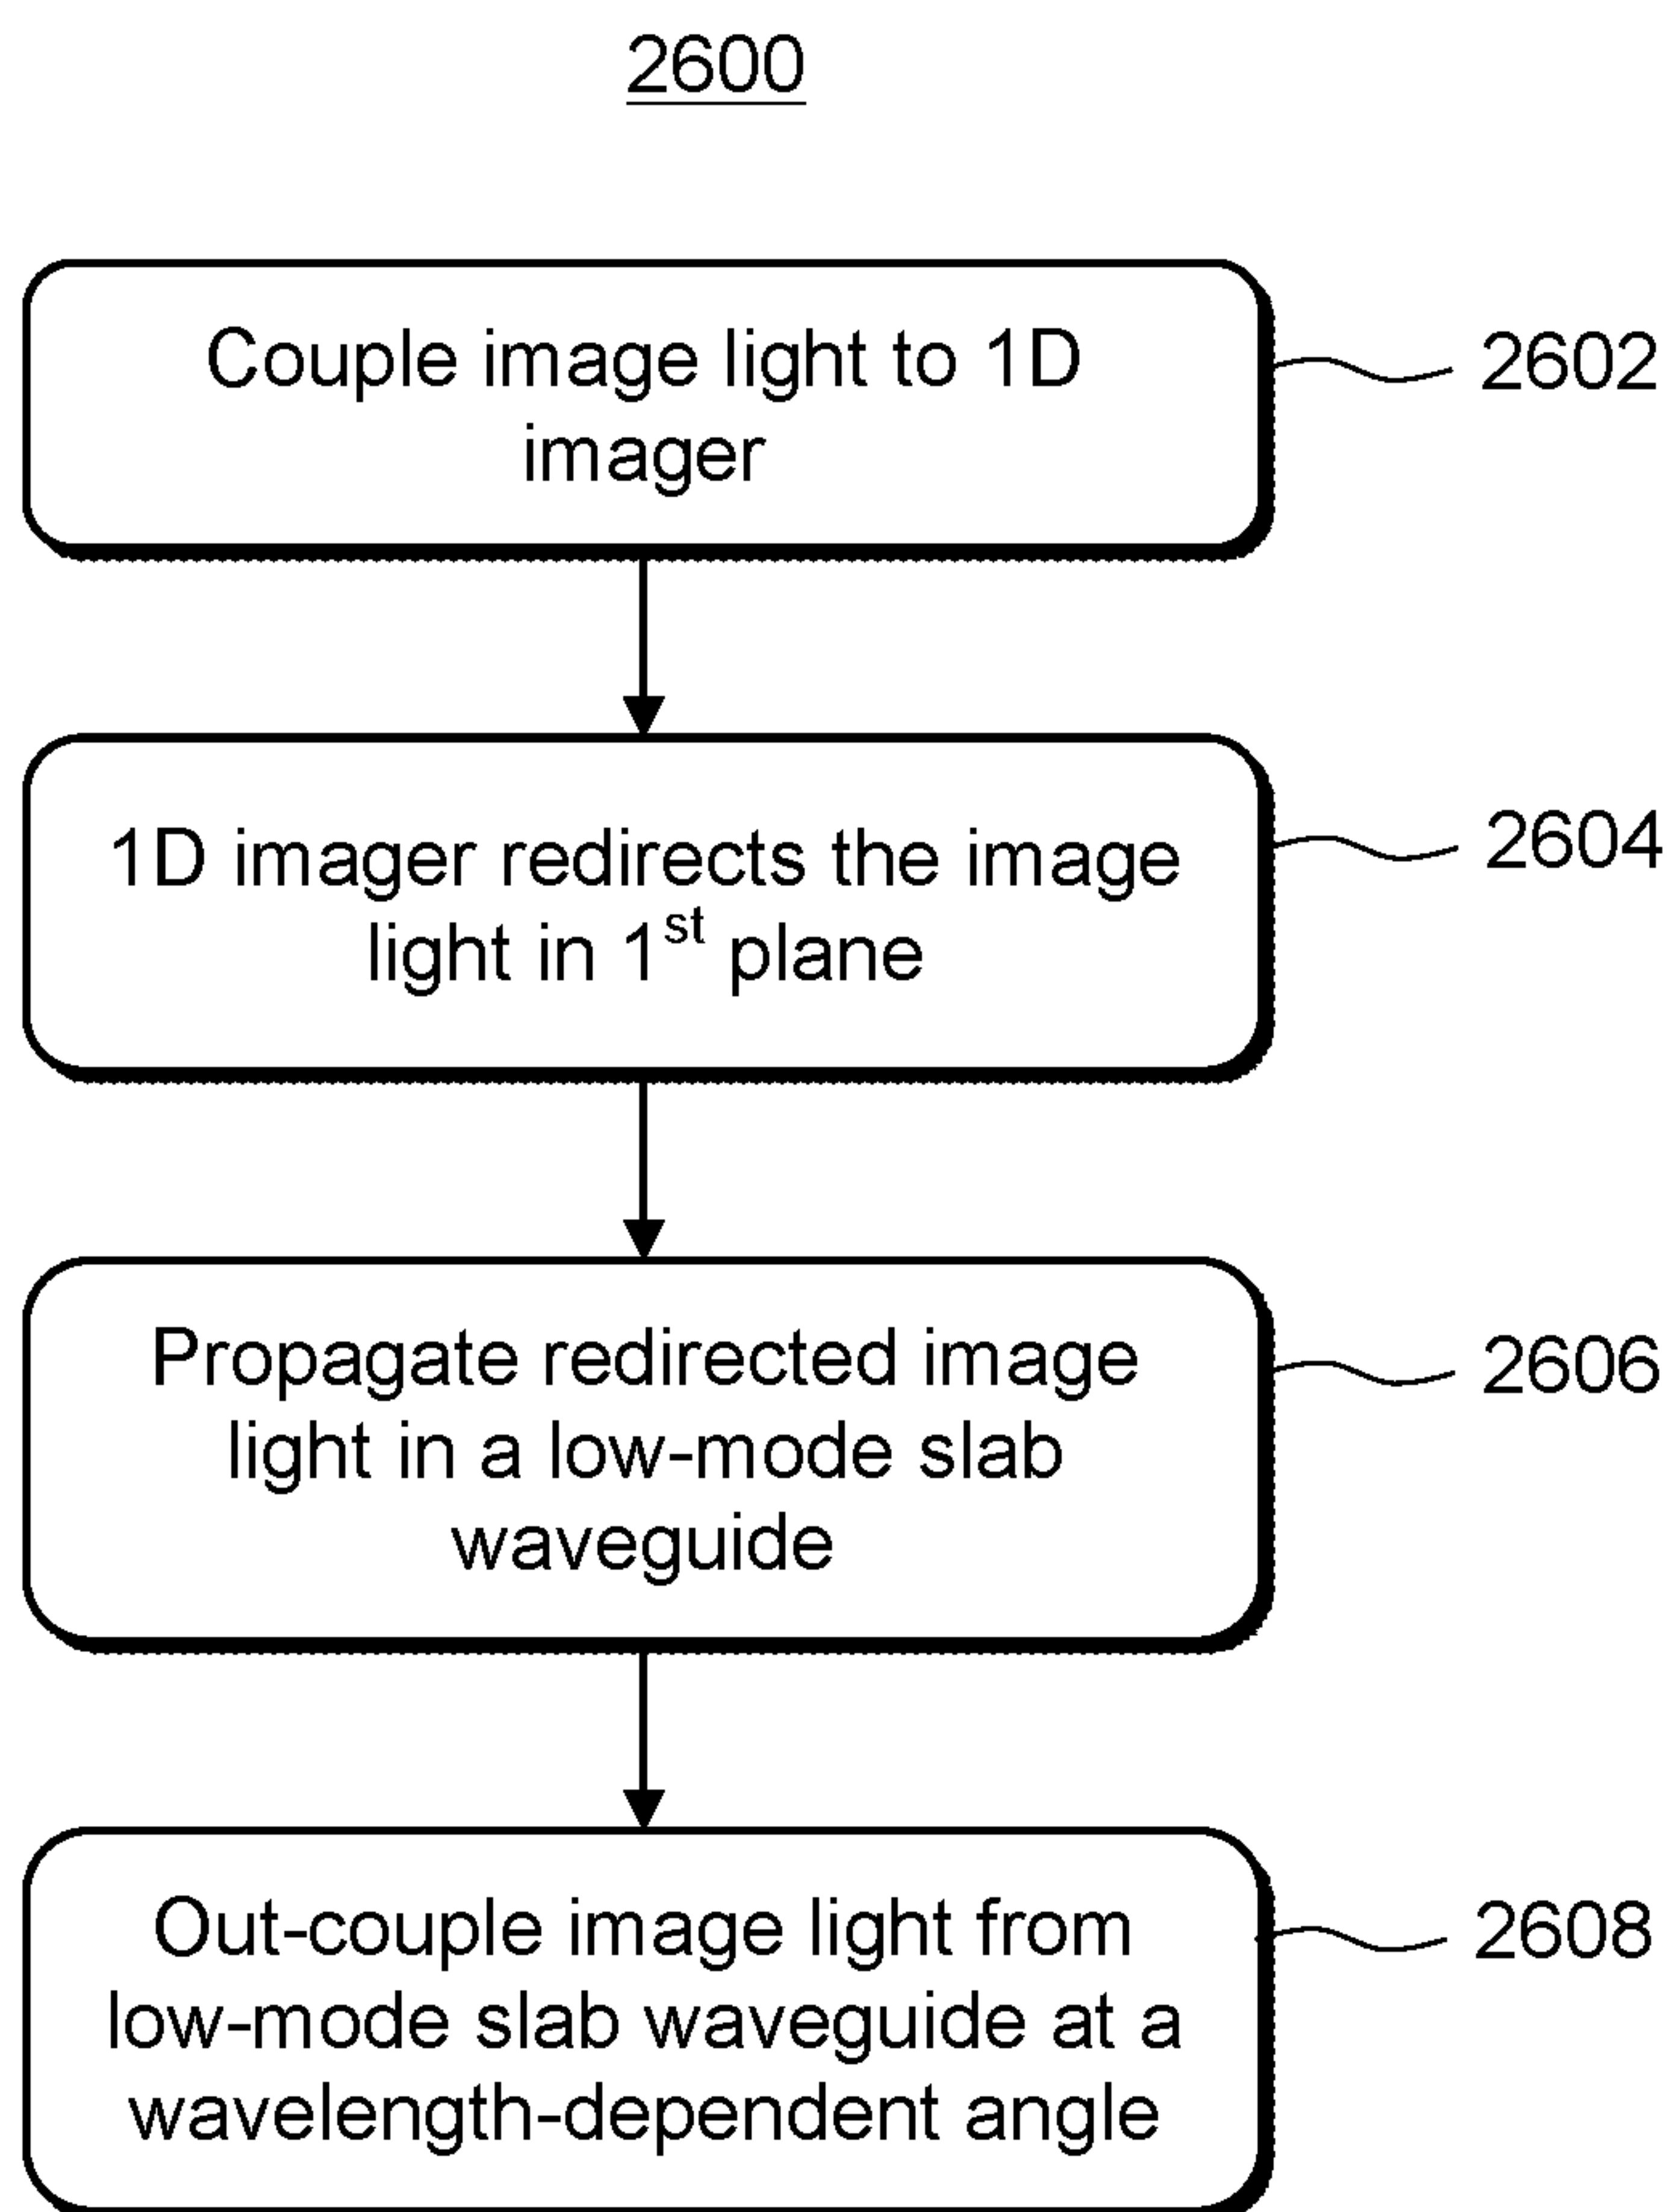 2600
Couple image light to 1D
imager
2602
1D imager redirects the image
light in 1st plane
2604
Propagate redirected image
light in a low-mode slab
waveguide
2606
Out-couple image light from
low-mode slab waveguide at a
wavelength-dependent angle
2608